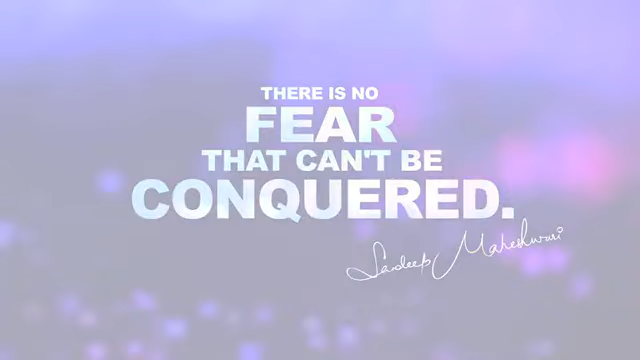 THERE IS NO
FEAR
THAT CAN'T BE
CONQUERED.
Sandeep Maheshwari